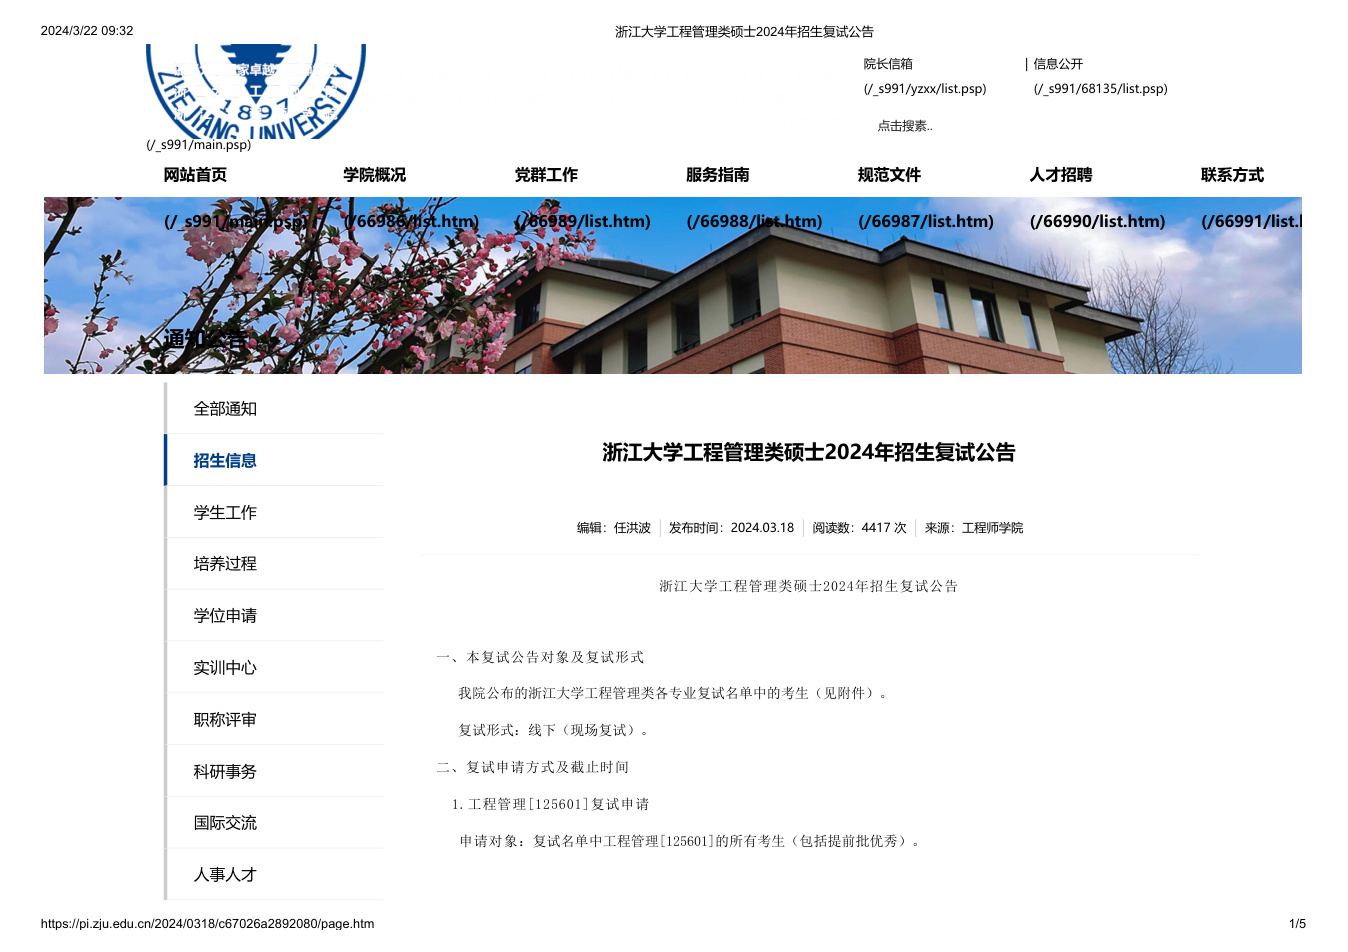 2024/3/22 09:32
浙江大学工程管理类硕士2024年招生复试公告
院长信箱
| 信息公开
(/_s991/yzxx/list.psp)
(/_s991/68135/list.psp)
家卓越
工
1897
ZHEJIANG UNIVERSITY
点击搜素..
(/_s991/main.psp)
网站首页
学院概况
党群工作
服务指南
规范文件
人才招聘
联系方式
(/_s991/main.psp)
(/66986/list.htm)
(/66989/list.htm)
(/66988/list.htm)
(/66987/list.htm)
(/66990/list.htm)
(/66991/list.
通知公告
全部通知
招生信息
学生工作
培养过程
学位申请
实训中心
职称评审
科研事务
国际交流
人事人才
浙江大学工程管理类硕士2024年招生复试公告
编辑：任洪波 | 发布时间：2024.03.18 | 阅读数：4417 次 | 来源：工程师学院
浙江大学工程管理类硕士2024年招生复试公告
一、本复试公告对象及复试形式
我院公布的浙江大学工程管理类各专业复试名单中的考生（见附件）。
复试形式：线下（现场复试）。
二、复试申请方式及截止时间
1.工程管理[125601]复试申请
申请对象：复试名单中工程管理[125601]的所有考生（包括提前批优秀）。
https://pi.zju.edu.cn/2024/0318/c67026a2892080/page.htm
1/5